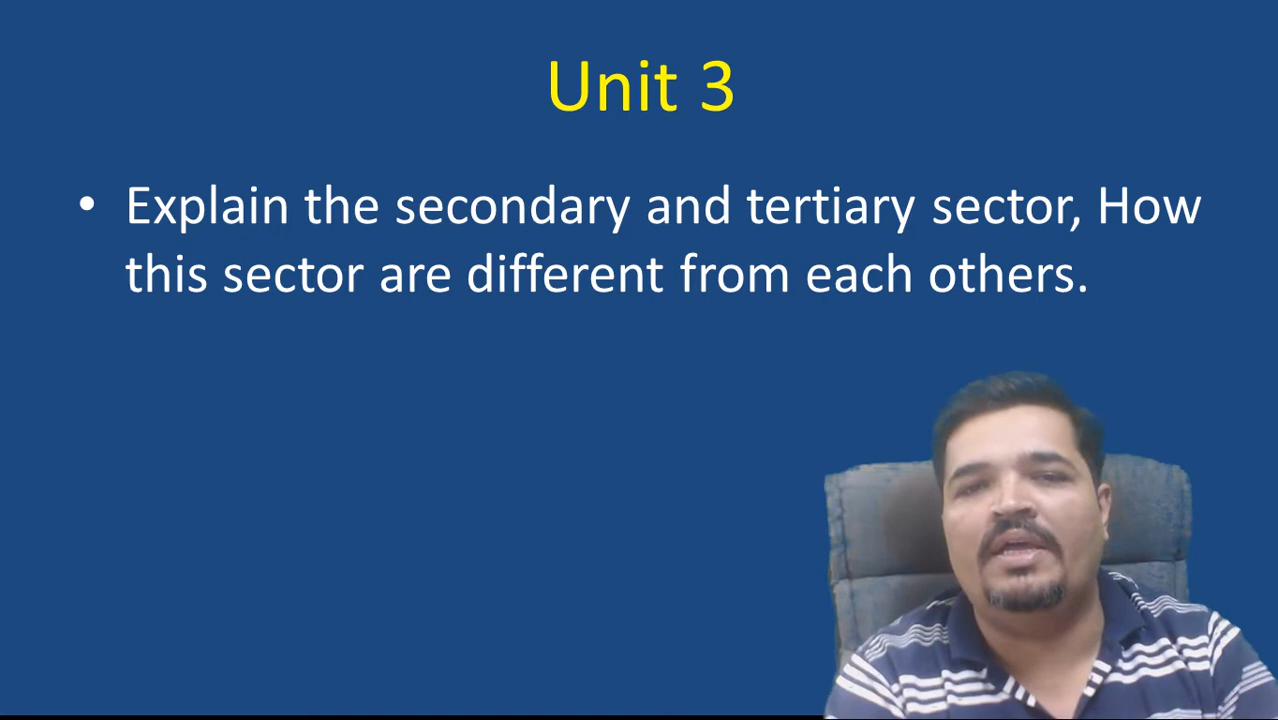 Unit 3
• Explain the secondary and tertiary sector, How
this sector are different from each others.